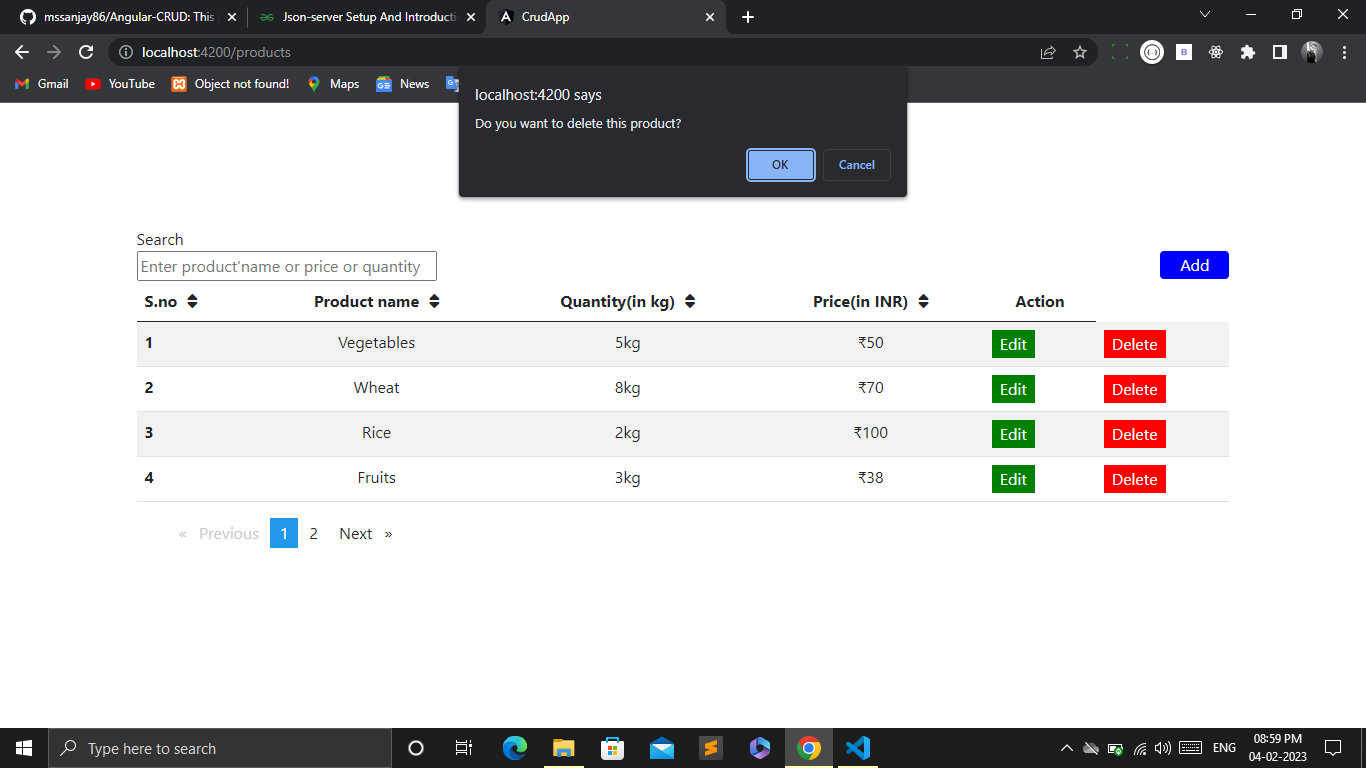 mssanjay86/Angular-CRUD: This
Json-server Setup And Introducti
CrudApp
localhost:4200/products
Gmail
YouTube
Object not found!
Maps
News
localhost:4200 says
Do you want to delete this product?
OK
Cancel
Search
Enter product'name or price or quantity
Add
S.no Product name Quantity(in kg) Price(in INR) Action
1 Vegetables 5kg ₹50 Edit Delete
2 Wheat 8kg ₹70 Edit Delete
3 Rice 2kg ₹100 Edit Delete
4 Fruits 3kg ₹38 Edit Delete
« Previous 1 2 Next »
Type here to search
ENG
08:59 PM
04-02-2023